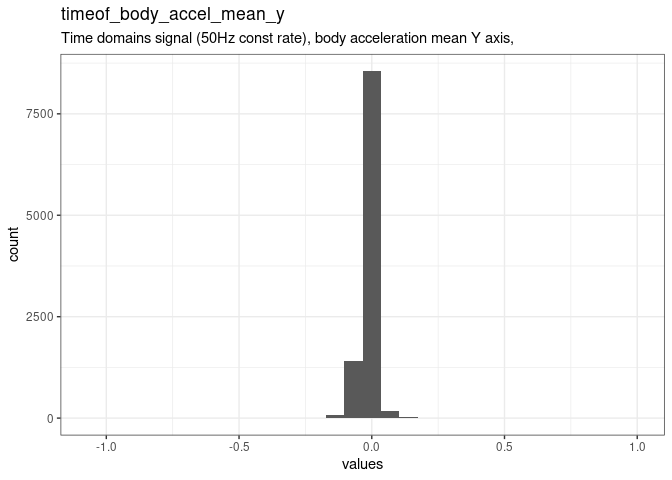 timeof_body_accel_mean_y
Time domains signal (50Hz const rate), body acceleration mean Y axis,
7500
5000
2500
0
count
-1.0 -0.5 0.0 0.5 1.0
values